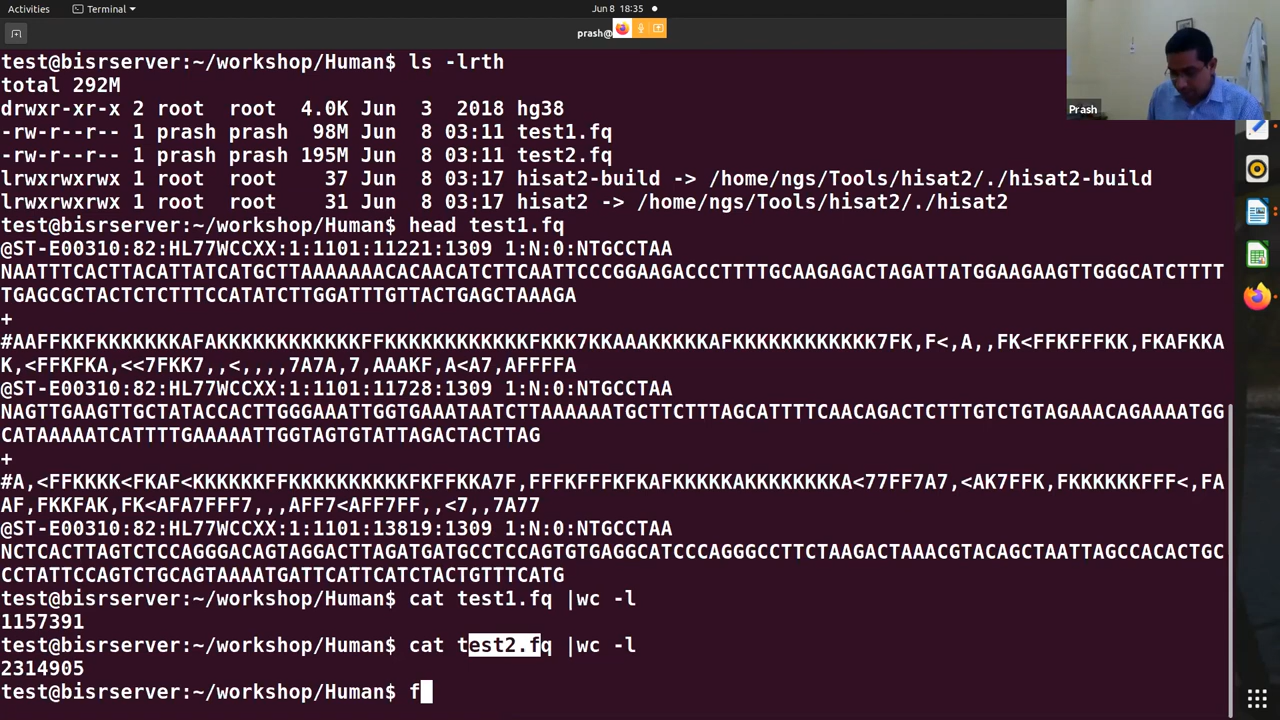 Activities
Terminal
Jun 8 18:35
prash@
Prash
test@bisrserver:~/workshop/Human$ ls -lrth
total 292M
drwxr-xr-x 2 root  root  4.0K Jun  3  2018 hg38
-rw-r--r-- 1 prash prash  98M Jun  8 03:11 test1.fq
-rw-r--r-- 1 prash prash 195M Jun  8 03:11 test2.fq
lrwxrwxrwx 1 root  root    37 Jun  8 03:17 hisat2-build -> /home/ngs/Tools/hisat2/./hisat2-build
lrwxrwxrwx 1 root  root    31 Jun  8 03:17 hisat2 -> /home/ngs/Tools/hisat2/./hisat2
test@bisrserver:~/workshop/Human$ head test1.fq
@ST-E00310:82:HL77WCCXX:1:1101:11221:1309 1:N:0:NTGCCTAA
NAATTTCACTTACATTATCATGCTTAAAAAAACACAACATCTTCAATTCCCGGAAGACCCTTTTGCAAGAGACTAGATTATGGAAGAAGTTGGGCATCTTTT
TGAGCGCTACTCTCTTTCCATATCTTGGATTTGTTACTGAGCTAAAGA
+
#AAFFKKFKKKKKKKAFAKKKKKKKKKKKKFFKKKKKKKKKKKKFKKK7KKAAAKKKKKAFKKKKKKKKKKK7FK,F<,A,,FK<FFKFFFKK,FKAFKKA
K,<FFKFKA,<<7FKK7,,<,,,,7A7A,7,AAAKF,A<A7,AFFFFA
@ST-E00310:82:HL77WCCXX:1:1101:11728:1309 1:N:0:NTGCCTAA
NAGTTGAAGTTGCTATACCACTTGGGAAATTGGTGAAATAATCTTAAAAAATGCTTCTTTAGCATTTTCAACAGACTCTTTGTCTGTAGAAACAGAAAATGG
CATAAAAATCATTTTGAAAAATTGGTAGTGTATTAGACTACTTAG
+
#A,<FFKKKK<FKAF<KKKKKKFFKKKKKKKKKKFKFFKKA7F,FFFKFFFKFKAFKKKKKAKKKKKKKKA<77FF7A7,<AK7FFK,FKKKKKKFFF<,FA
AF,FKKFAK,FK<AFA7FFF7,,,AFF7<AFF7FF,,<7,,7A77
@ST-E00310:82:HL77WCCXX:1:1101:13819:1309 1:N:0:NTGCCTAA
NCTCACTTAGTCTCCAGGGACAGTAGGACTTAGATGATGCCTCCAGTGTGAGGCATCCCAGGGCCTTCTAAGACTAAACGTACAGCTAATTAGCCACACTGC
CCTATTCCAGTCTGCAGTAAAATGATTCATTCATCTACTGTTTCATG
test@bisrserver:~/workshop/Human$ cat test1.fq |wc -l
1157391
test@bisrserver:~/workshop/Human$ cat test2.fq |wc -l
2314905
test@bisrserver:~/workshop/Human$ f